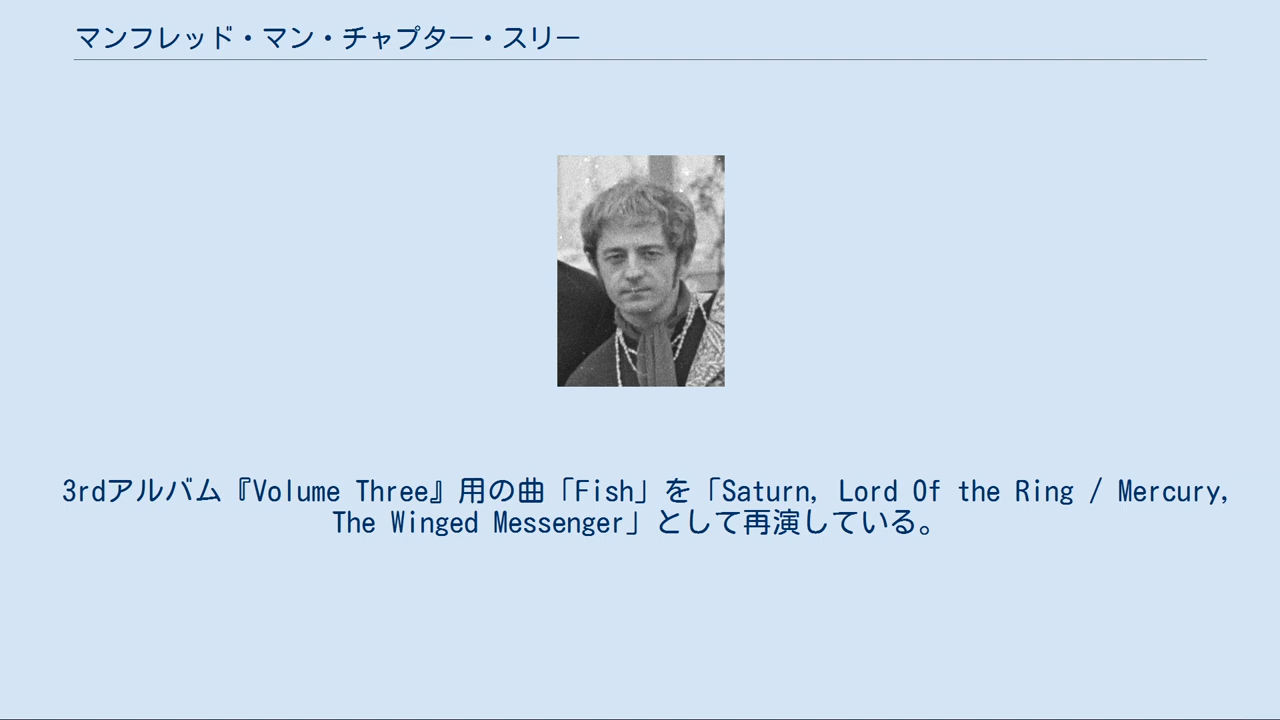 マンフレッド・マン・チャプター・スリー
3rdアルバム『Volume Three』用の曲「Fish」を「Saturn, Lord Of the Ring / Mercury,
The Winged Messenger」として再演している。